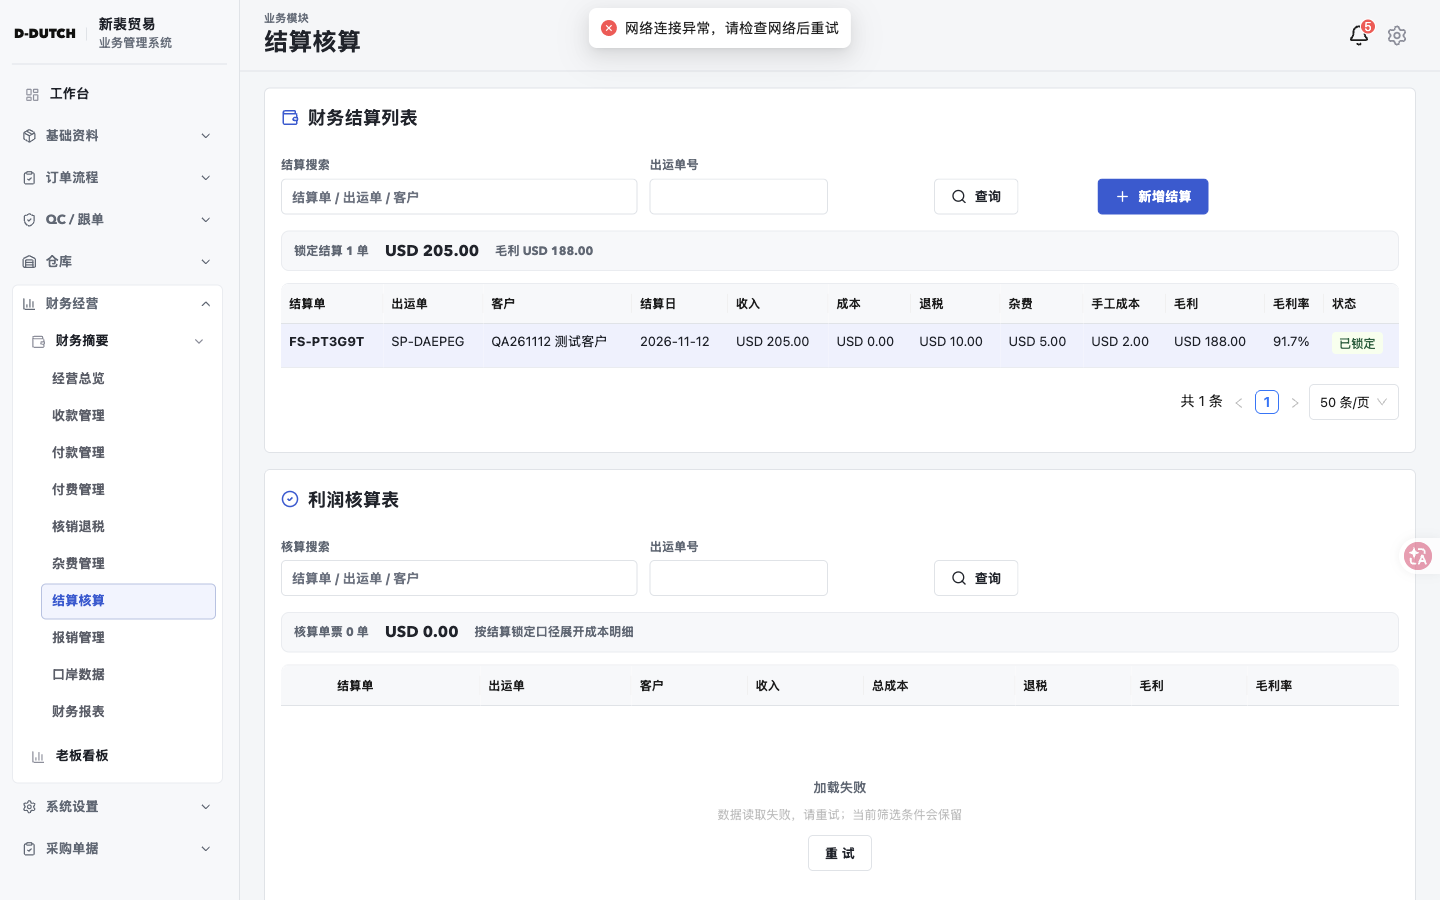 D-DUTCH
新裴贸易
业务管理系统
工作台
基础资料
订单流程
QC / 跟单
仓库
财务经营
财务摘要
经营总览
收款管理
付款管理
付费管理
核销退税
杂费管理
结算核算
报销管理
口岸数据
财务报表
老板看板
系统设置
采购单据
业务模块
结算核算
网络连接异常，请检查网络后重试
5
财务结算列表
结算搜索 出运单号
结算单 / 出运单 / 客户 查询 新增结算
锁定结算 1 单 USD 205.00 毛利 USD 188.00
结算单 出运单 客户 结算日 收入 成本 退税 杂费 手工成本 毛利 毛利率 状态
FS-PT3G9T SP-DAEPEG QA261112 测试客户 2026-11-12 USD 205.00 USD 0.00 USD 10.00 USD 5.00 USD 2.00 USD 188.00 91.7% 已锁定
共 1 条 1 50 条/页
利润核算表
核算搜索 出运单号
结算单 / 出运单 / 客户 查询
核算单票 0 单 USD 0.00 按结算锁定口径展开成本明细
结算单 出运单 客户 收入 总成本 退税 毛利 毛利率
加载失败
数据读取失败，请重试；当前筛选条件会保留
重 试